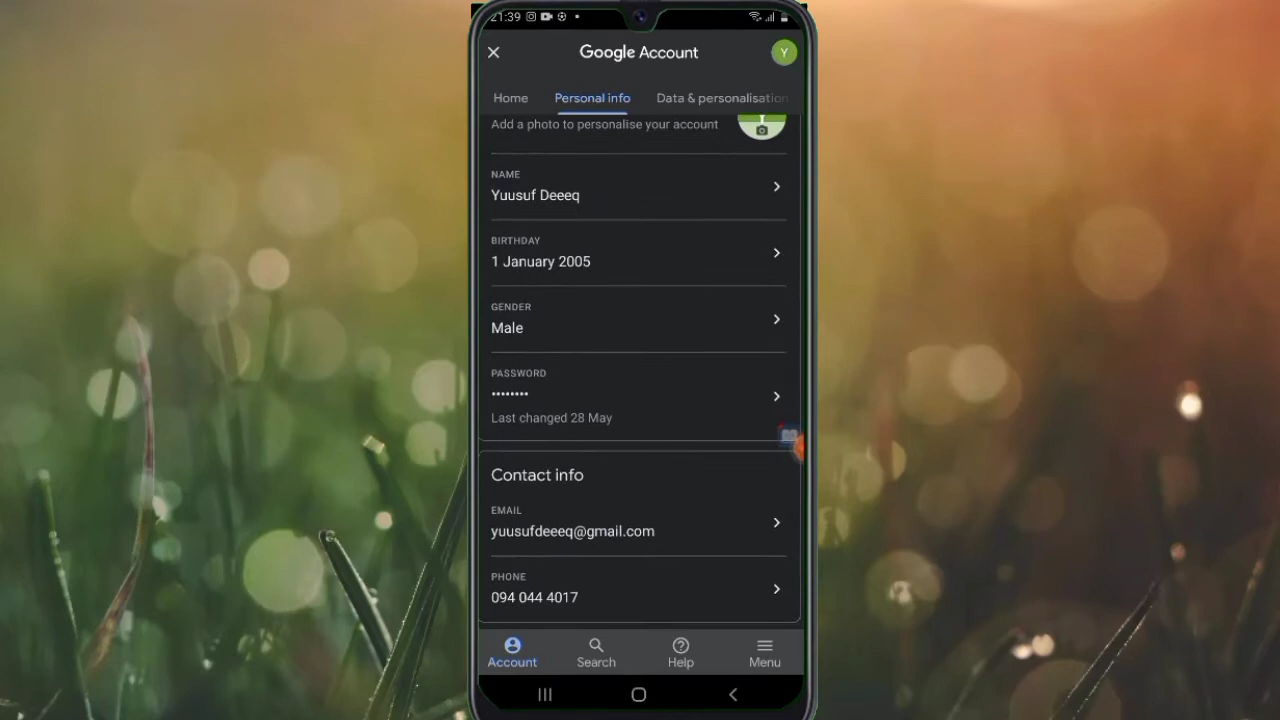 21:39
Google Account
Y
Home Personal info Data & personalisation
Add a photo to personalise your account
NAME
Yuusuf Deeeq
BIRTHDAY
1 January 2005
GENDER
Male
PASSWORD
••••••••
Last changed 28 May
Contact info
EMAIL
yuusufdeeeq@gmail.com
PHONE
094 044 4017
Account Search Help Menu